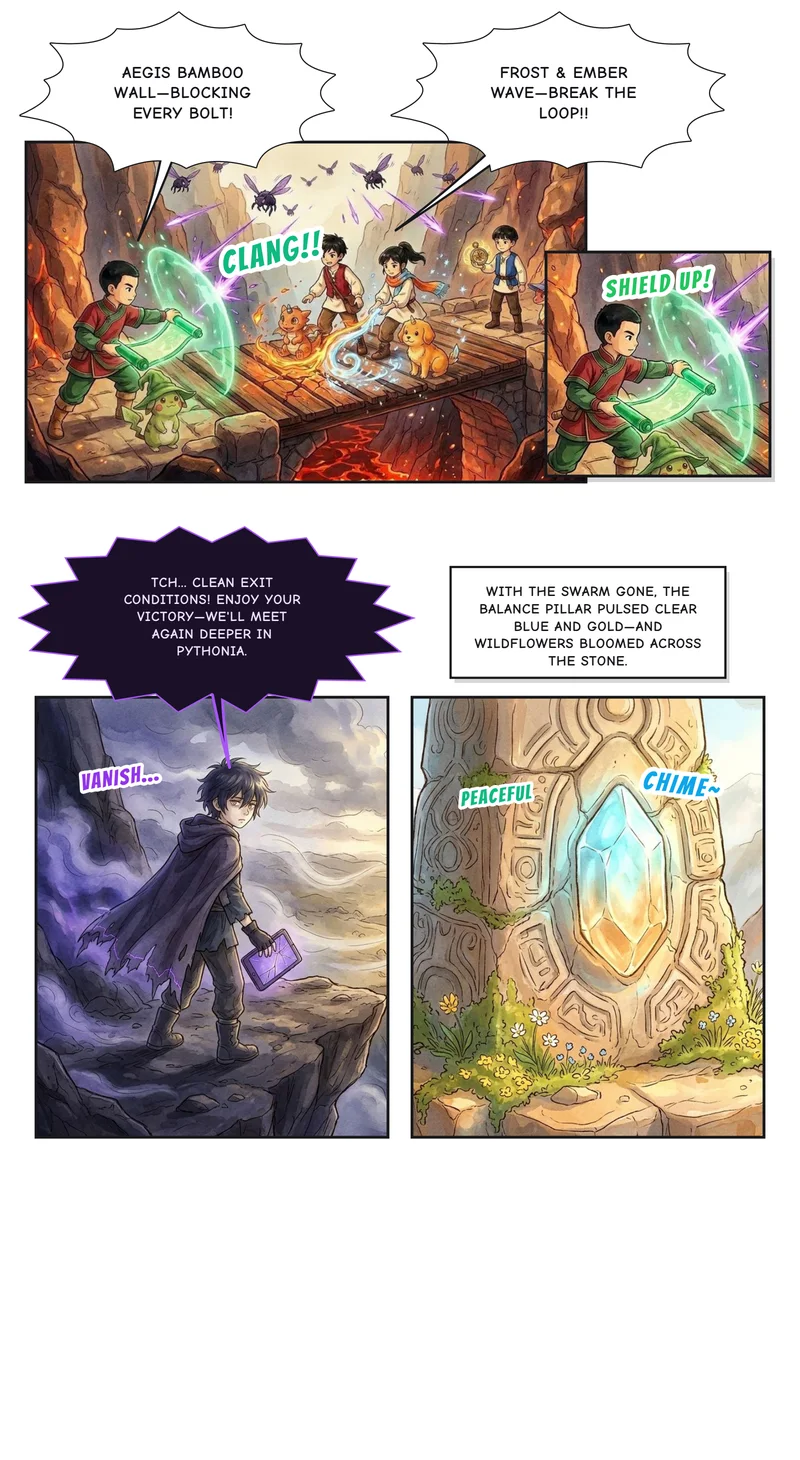 AEGIS BAMBOO
WALL—BLOCKING
EVERY BOLT!
FROST & EMBER
WAVE—BREAK THE
LOOP!!
CLANG!!
SHIELD UP!
TCH... CLEAN EXIT
CONDITIONS! ENJOY YOUR
VICTORY—WE'LL MEET
AGAIN DEEPER IN
PYTHONIA.
VANISH...
WITH THE SWARM GONE, THE
BALANCE PILLAR PULSED CLEAR
BLUE AND GOLD—AND
WILDFLOWERS BLOOMED ACROSS
THE STONE.
PEACEFUL
CHIME~